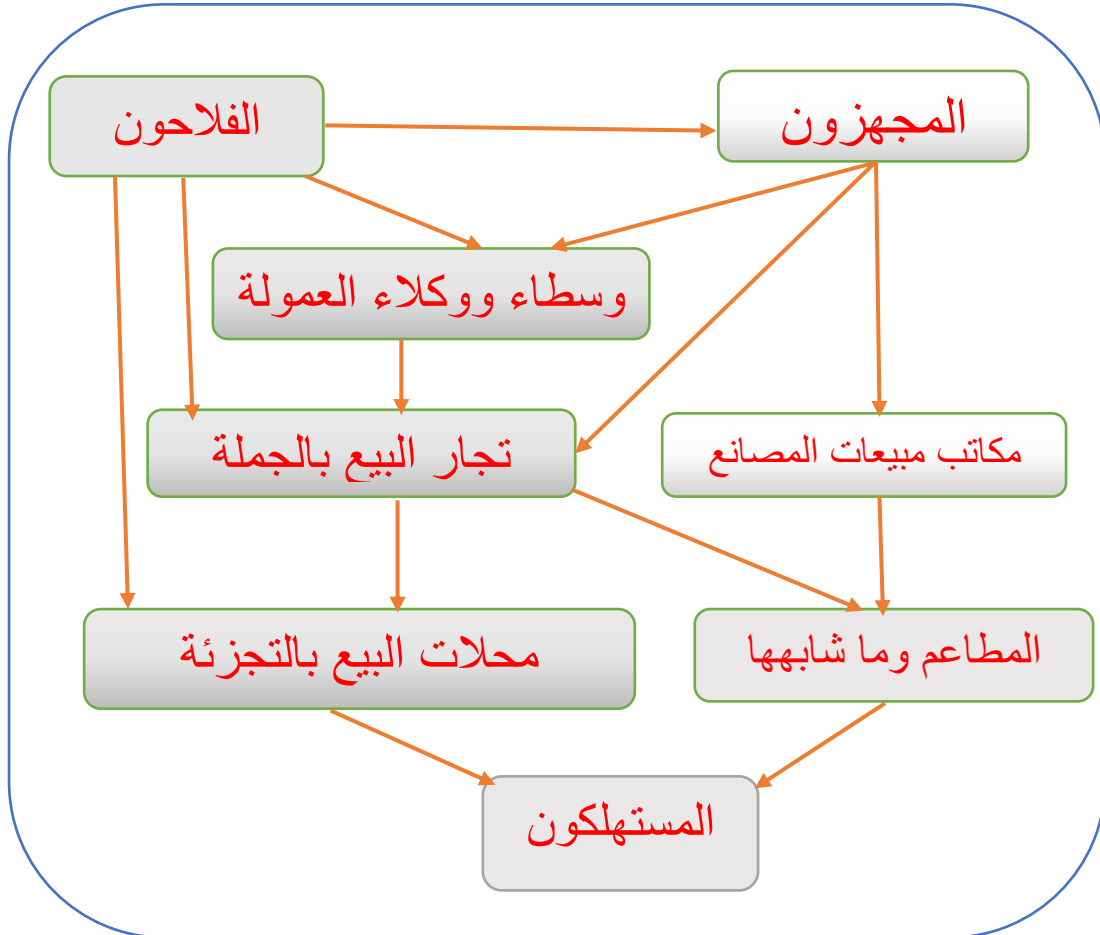 المجهزون
الفلاحون
وسطاء ووكلاء العمولة
تجار البيع بالجملة
مكاتب مبيعات المصانع
محلات البيع بالتجزئة
المطاعم وما شابهها
المستهلكون